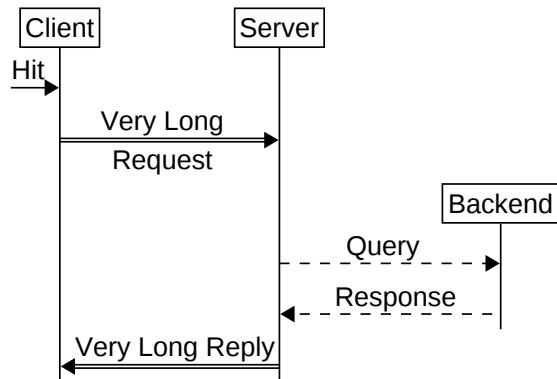 Client
Server
Hit
Very Long
Request
Backend
Query
Response
Very Long Reply